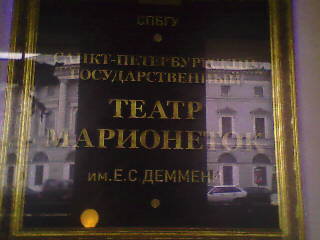 СПБГУ
САНКТ-ПЕТЕРБУРГСКИЙ
ГОСУДАРСТВЕННЫЙ
ТЕАТР
МАРИОНЕТОК
им. Е.С ДЕММЕНИ